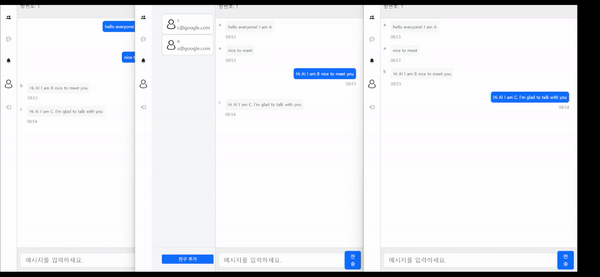 방번호: 1
hello everyone!
nice t
B
Hi A! I am B nice to meet you
08:53
c
Hi A! I am C. I'm glad to talk with you
08:54
메시지를 입력하세요.
c
c@google.com
a
a@google.com
친구 추가
방번호: 1
a
hello everyone! I am A
08:53
a
nice to meet
08:53
Hi A! I am B nice to meet you
08:53
c
Hi A! I am C. I'm glad to talk with you
08:54
메시지를 입력하세요.
전송
방번호: 1
a
hello everyone! I am A
08:53
a
nice to meet
08:53
b
Hi A! I am B nice to meet you
08:53
Hi A! I am C. I'm glad to talk with you
08:54
메시지를 입력하세요.
전송